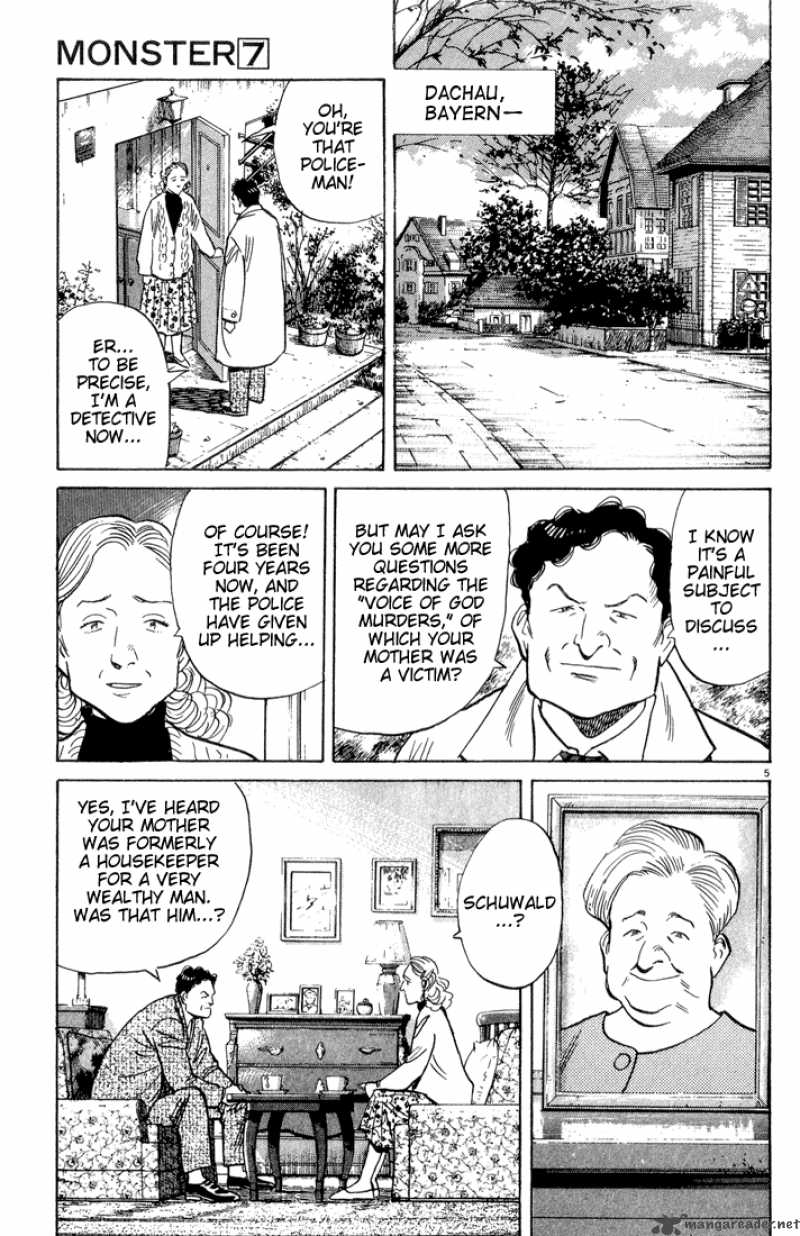 MONSTER 7
DACHAU,
BAYERN—
OH,
YOU'RE
THAT
POLICE-
MAN!
ER...
TO BE
PRECISE,
I'M A
DETECTIVE
NOW...
I KNOW
IT'S A
PAINFUL
SUBJECT
TO
DISCUSS
...
BUT MAY I ASK
YOU SOME MORE
QUESTIONS
REGARDING THE
"VOICE OF GOD
MURDERS," OF
WHICH YOUR
MOTHER WAS
A VICTIM?
OF COURSE!
IT'S BEEN
FOUR YEARS
NOW, AND
THE POLICE
HAVE GIVEN
UP HELPING...
5
SCHUWALD
...?
YES, I'VE HEARD
YOUR MOTHER
WAS FORMERLY
A HOUSEKEEPER
FOR A VERY
WEALTHY MAN.
WAS THAT HIM...?
mangareader.net